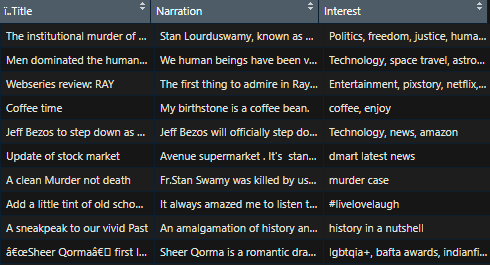 ï..Title Narration Interest
The institutional murder of ... Stan Lourduswamy, known as ... Politics, freedom, justice, huma...
Men dominated the human... We human beings have been v... Technology, space travel, astro...
Webseries review: RAY The first thing to admire in Ray... Entertainment, pixstory, netflix,...
Coffee time My birthstone is a coffee bean. coffee, enjoy
Jeff Bezos to step down as ... Jeff Bezos will officially step do... Technology, news, amazon
Update of stock market Avenue supermarket . It's stan... dmart latest news
A clean Murder not death Fr.Stan Swamy was killed by us... murder case
Add a little tint of old scho... It always amazed me to listen t... #livelovelaugh
A sneakpeak to our vivid Past An amalgamation of history an... history in a nutshell
â€œSheer Qormaâ€ first l... Sheer Qorma is a romantic dra... lgbtqia+, bafta awards, indianfi...